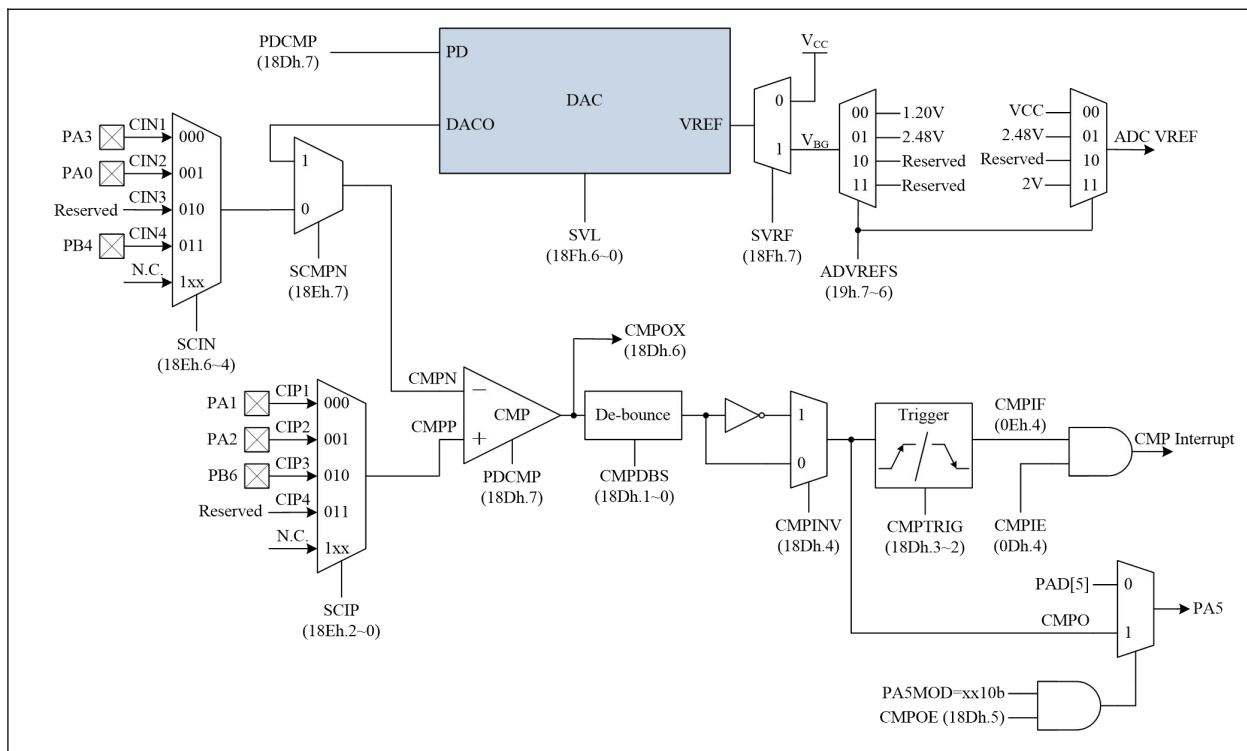 PDCMP
(18Dh.7)
PD
DAC
DACO
VREF
V_CC
0
1
V_BG
00
01
10
11
1.20V
2.48V
Reserved
Reserved
VCC
2.48V
Reserved
2V
00
01
10
11
ADC VREF
PA3
CIN1
000
PA0
CIN2
001
Reserved
CIN3
010
PB4
CIN4
011
N.C.
1xx
1
0
SCMPN
(18Eh.7)
SVL
(18Fh.6~0)
SVRF
(18Fh.7)
ADVREFS
(19h.7~6)
SCIN
(18Eh.6~4)
PA1
CIP1
000
PA2
CIP2
001
PB6
CIP3
010
Reserved
CIP4
011
N.C.
1xx
SCIP
(18Eh.2~0)
CMPN
CMPP
−
CMP
+
PDCMP
(18Dh.7)
CMPOX
(18Dh.6)
De-bounce
CMPDBS
(18Dh.1~0)
1
0
CMPINV
(18Dh.4)
Trigger
CMPTRIG
(18Dh.3~2)
CMPIF
(0Eh.4)
CMP Interrupt
CMPIE
(0Dh.4)
PAD[5]
0
CMPO
1
PA5
PA5MOD=xx10b
CMPOE (18Dh.5)